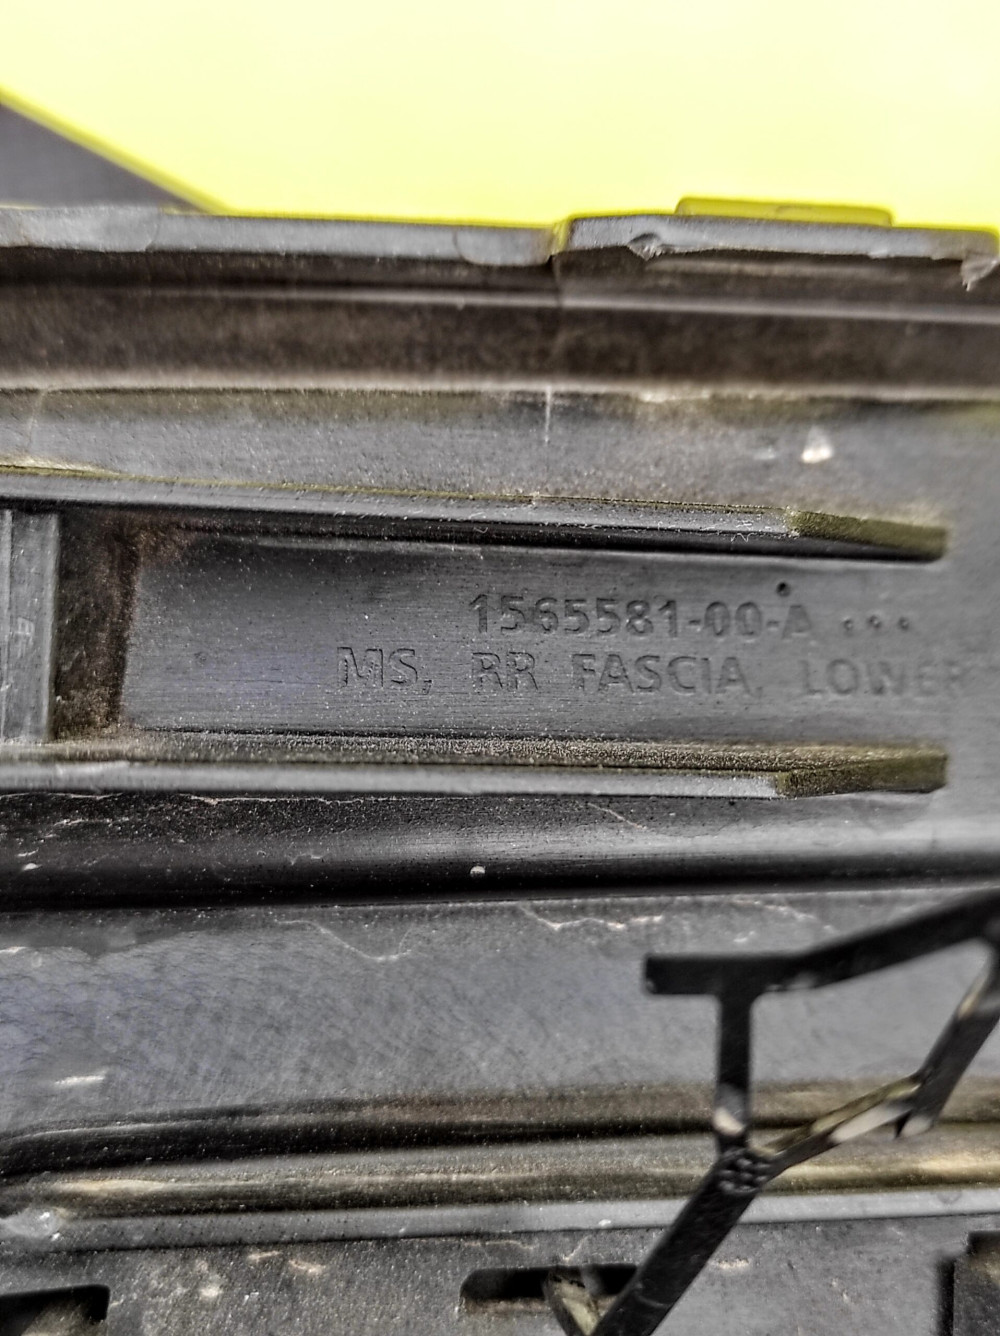 1565581-00-A ...
MS, RR FASCIA, LOWER